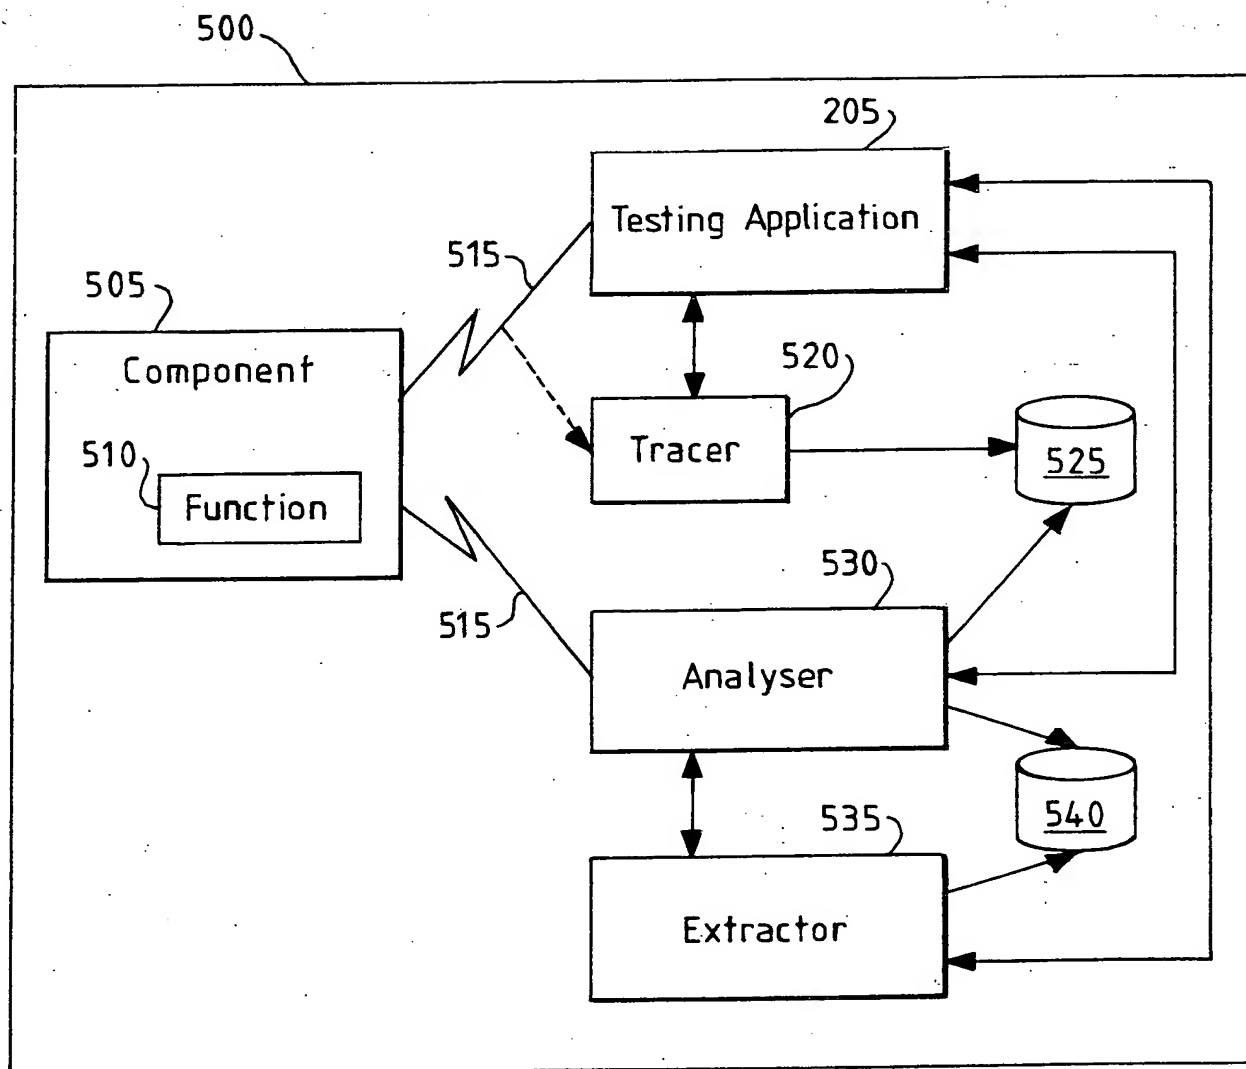 500
205
Testing Application
515
505
Component
520
Tracer
510
Function
525
530
515
Analyser
540
535
Extractor